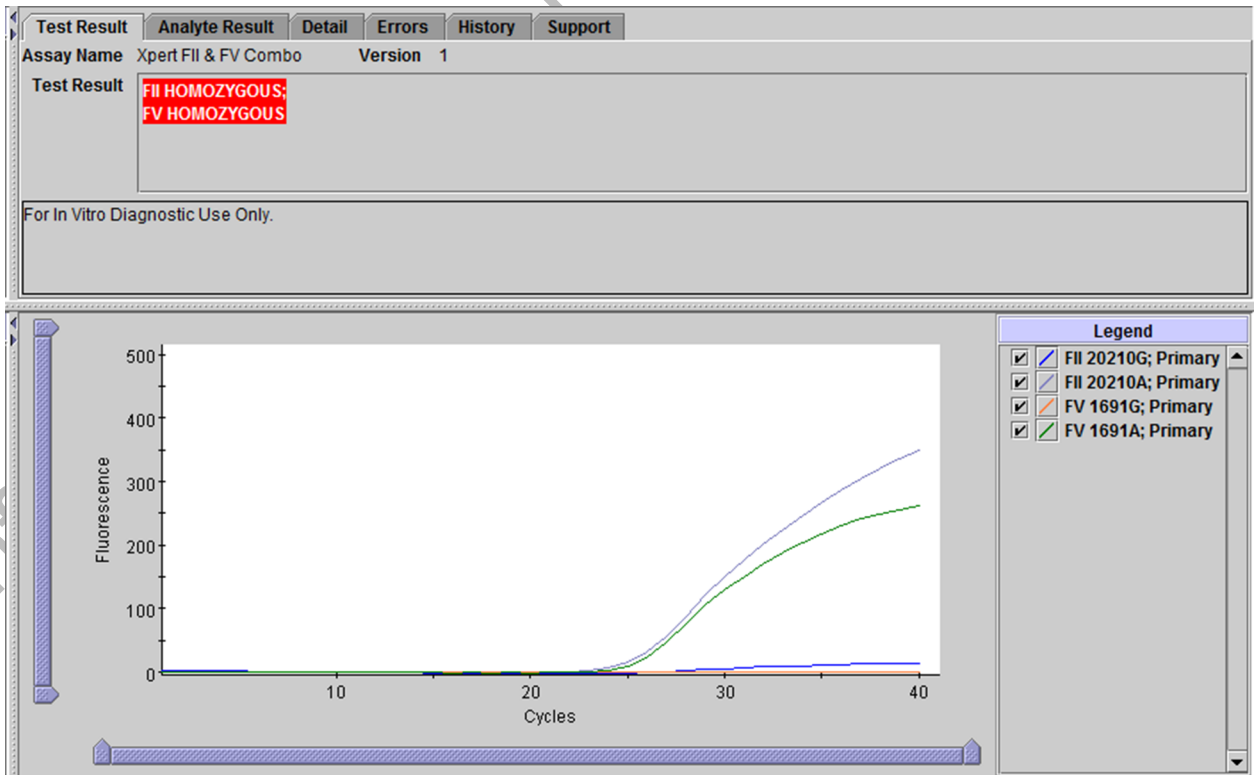 Test Result Analyte Result Detail Errors History Support
Assay Name Xpert FII & FV Combo Version 1
Test Result FII HOMOZYGOUS;
FV HOMOZYGOUS
For In Vitro Diagnostic Use Only.
Legend
FII 20210G; Primary
FII 20210A; Primary
FV 1691G; Primary
FV 1691A; Primary
Fluorescence
500
400
300
200
100
0
10 20 30 40
Cycles